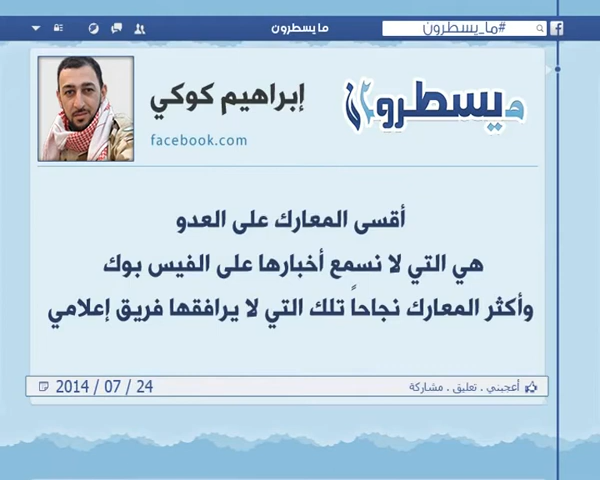 ما يسطرون
#ما_يسطرون
إبراهيم كوكي
facebook.com
ما يسطرون
أقسى المعارك على العدو
هي التي لا نسمع أخبارها على الفيس بوك
وأكثر المعارك نجاحاً تلك التي لا يرافقها فريق إعلامي
أعجبني . تعليق . مشاركة
24 / 07 / 2014